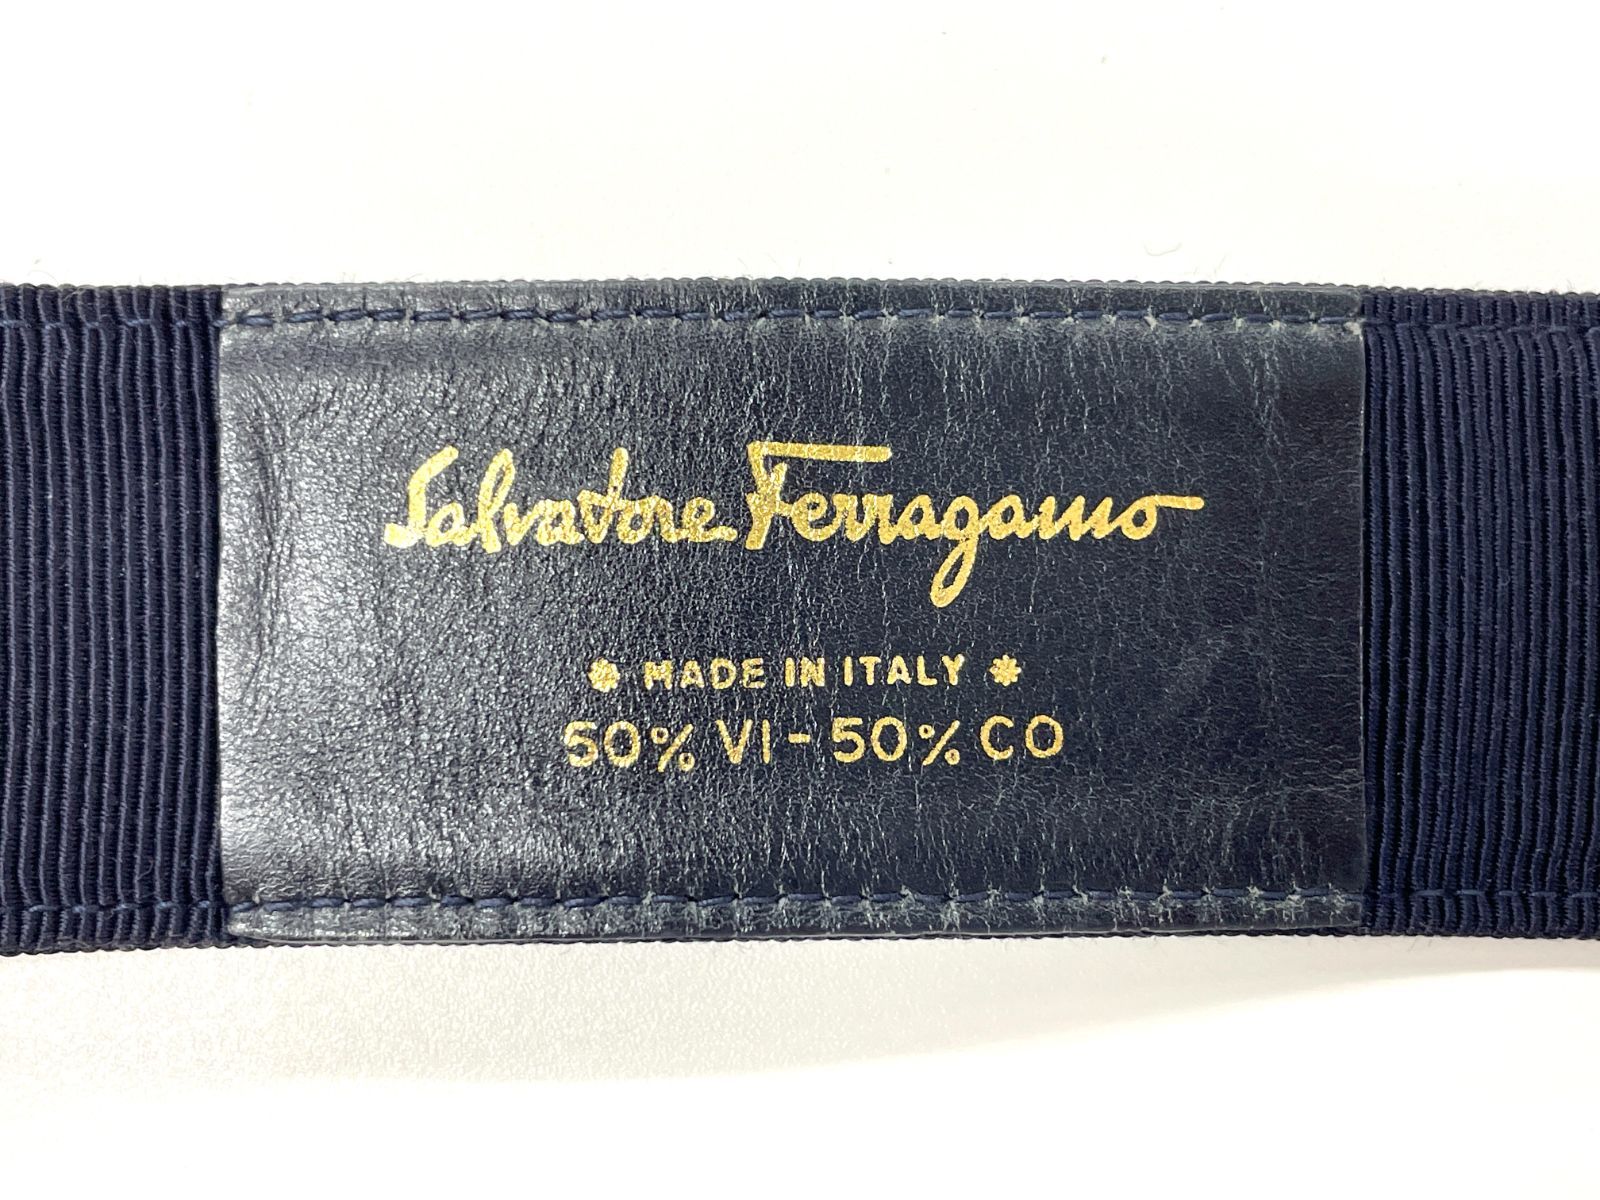 Salvatore Ferragamo
* MADE IN ITALY *
50% VI - 50% CO